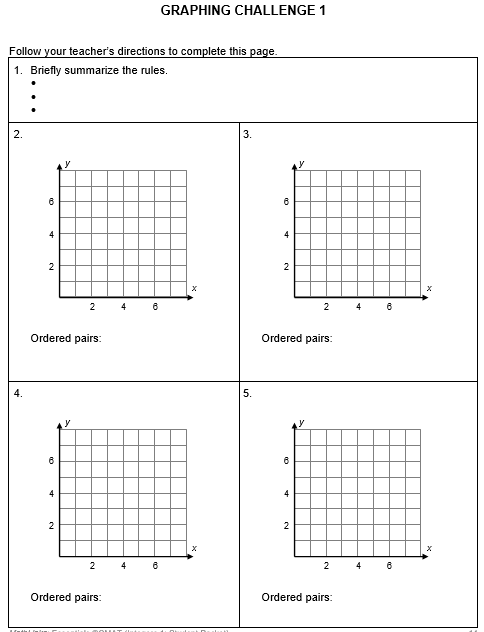 GRAPHING CHALLENGE 1
Follow your teacher's directions to complete this page.
1. Briefly summarize the rules.
•
•
•
2.
y
6
4
2
x
2 4 6
Ordered pairs:
3.
y
6
4
2
x
2 4 6
Ordered pairs:
4.
y
6
4
2
x
2 4 6
Ordered pairs:
5.
y
6
4
2
x
2 4 6
Ordered pairs: